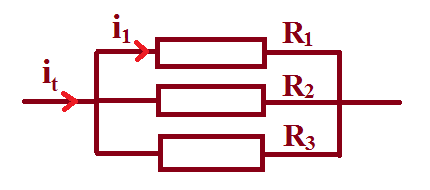 i₁ R₁
iₜ R₂
R₃